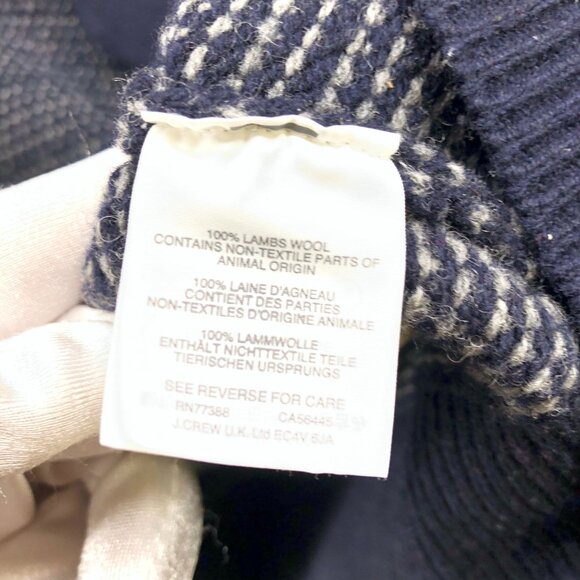 100% LAMBS WOOL
CONTAINS NON-TEXTILE PARTS OF
ANIMAL ORIGIN
100% LAINE D'AGNEAU
CONTIENT DES PARTIES
NON-TEXTILES D'ORIGINE ANIMALE
100% LAMMWOLLE
ENTHÄLT NICHTTEXTILE TEILE
TIERISCHEN URSPRUNGS
SEE REVERSE FOR CARE
RN77388 CA56445
J.CREW U.K. Ltd EC4V 6JA